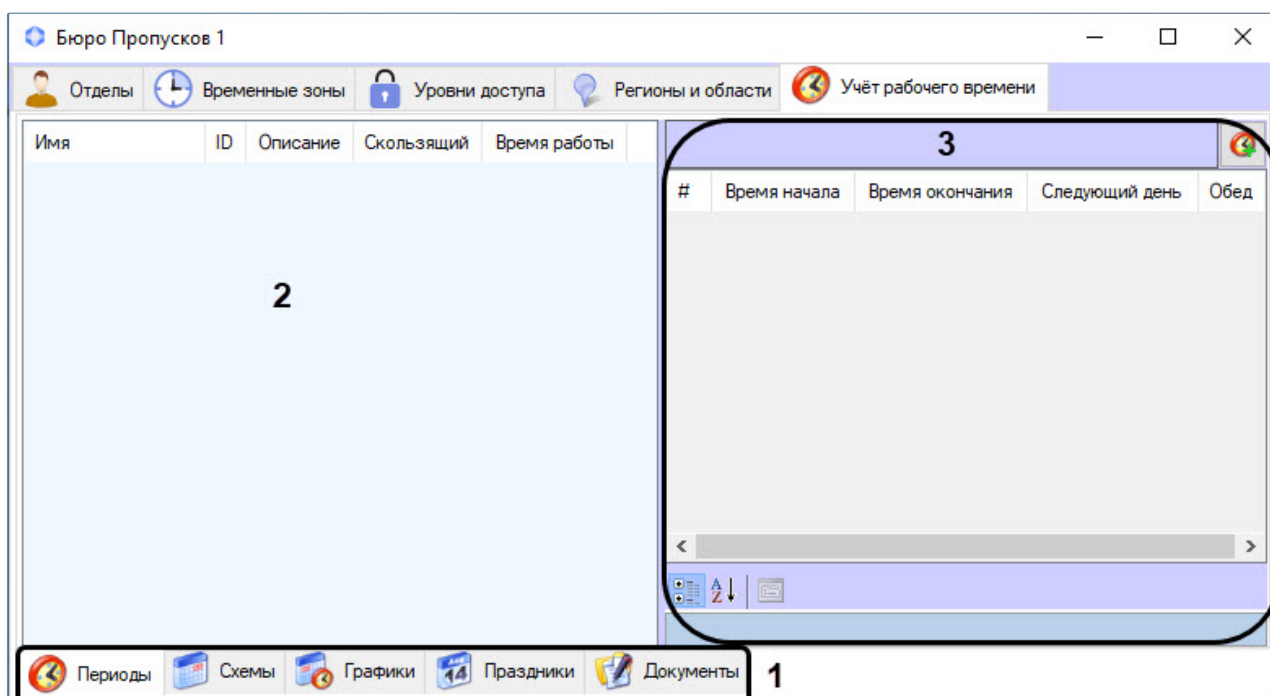 Бюро Пропусков 1
Отделы Временные зоны Уровни доступа Регионы и области Учёт рабочего времени
Имя ID Описание Скользящий Время работы 3
# Время начала Время окончания Следующий день Обед
2
Периоды Схемы Графики 14 Праздники Документы 1